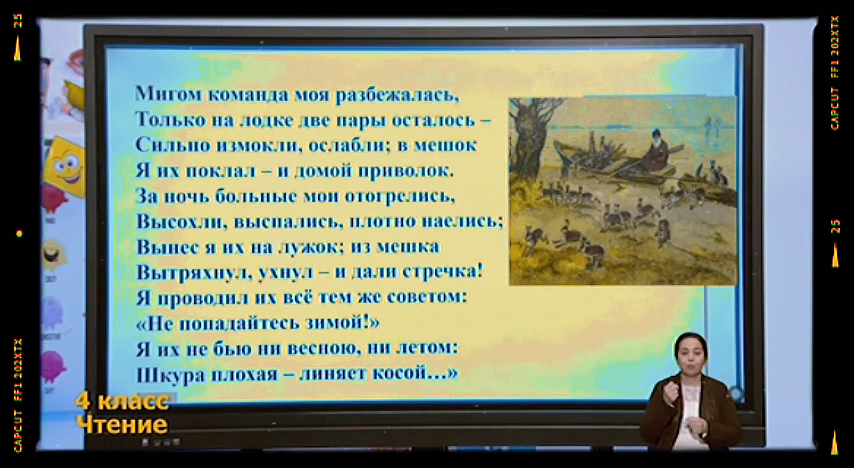 25
25
CAPCUT FF1 202XTX
Мигом команда моя разбежалась,
Только на лодке две пары осталось –
Сильно измокли, ослабли; в мешок
Я их поклал – и домой приволок.
За ночь больные мои отогрелись,
Высохли, выспались, плотно наелись;
Вынес я их на лужок; из мешка
Вытряхнул, ухнул – и дали стречка!
Я проводил их всё тем же советом:
«Не попадайтесь зимой!»
Я их не бью ни весною, ни летом:
Шкура плохая – линяет косой…»
4 класс
Чтение
CAPCUT FF1 202XTX